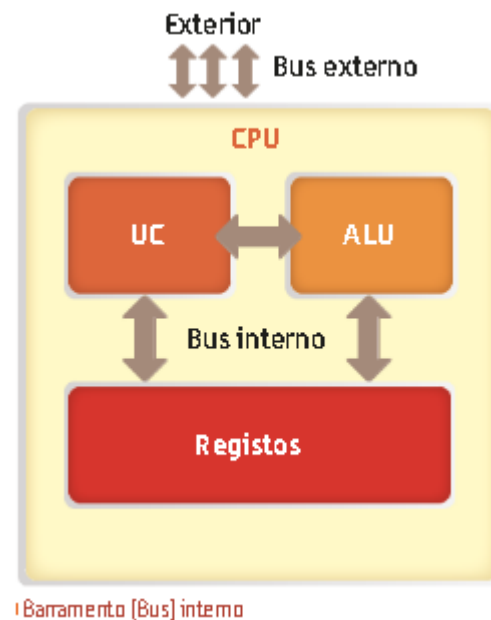 Exterior
Bus externo
CPU
UC
ALU
Bus interno
Registos
Barramento [Bus] interno